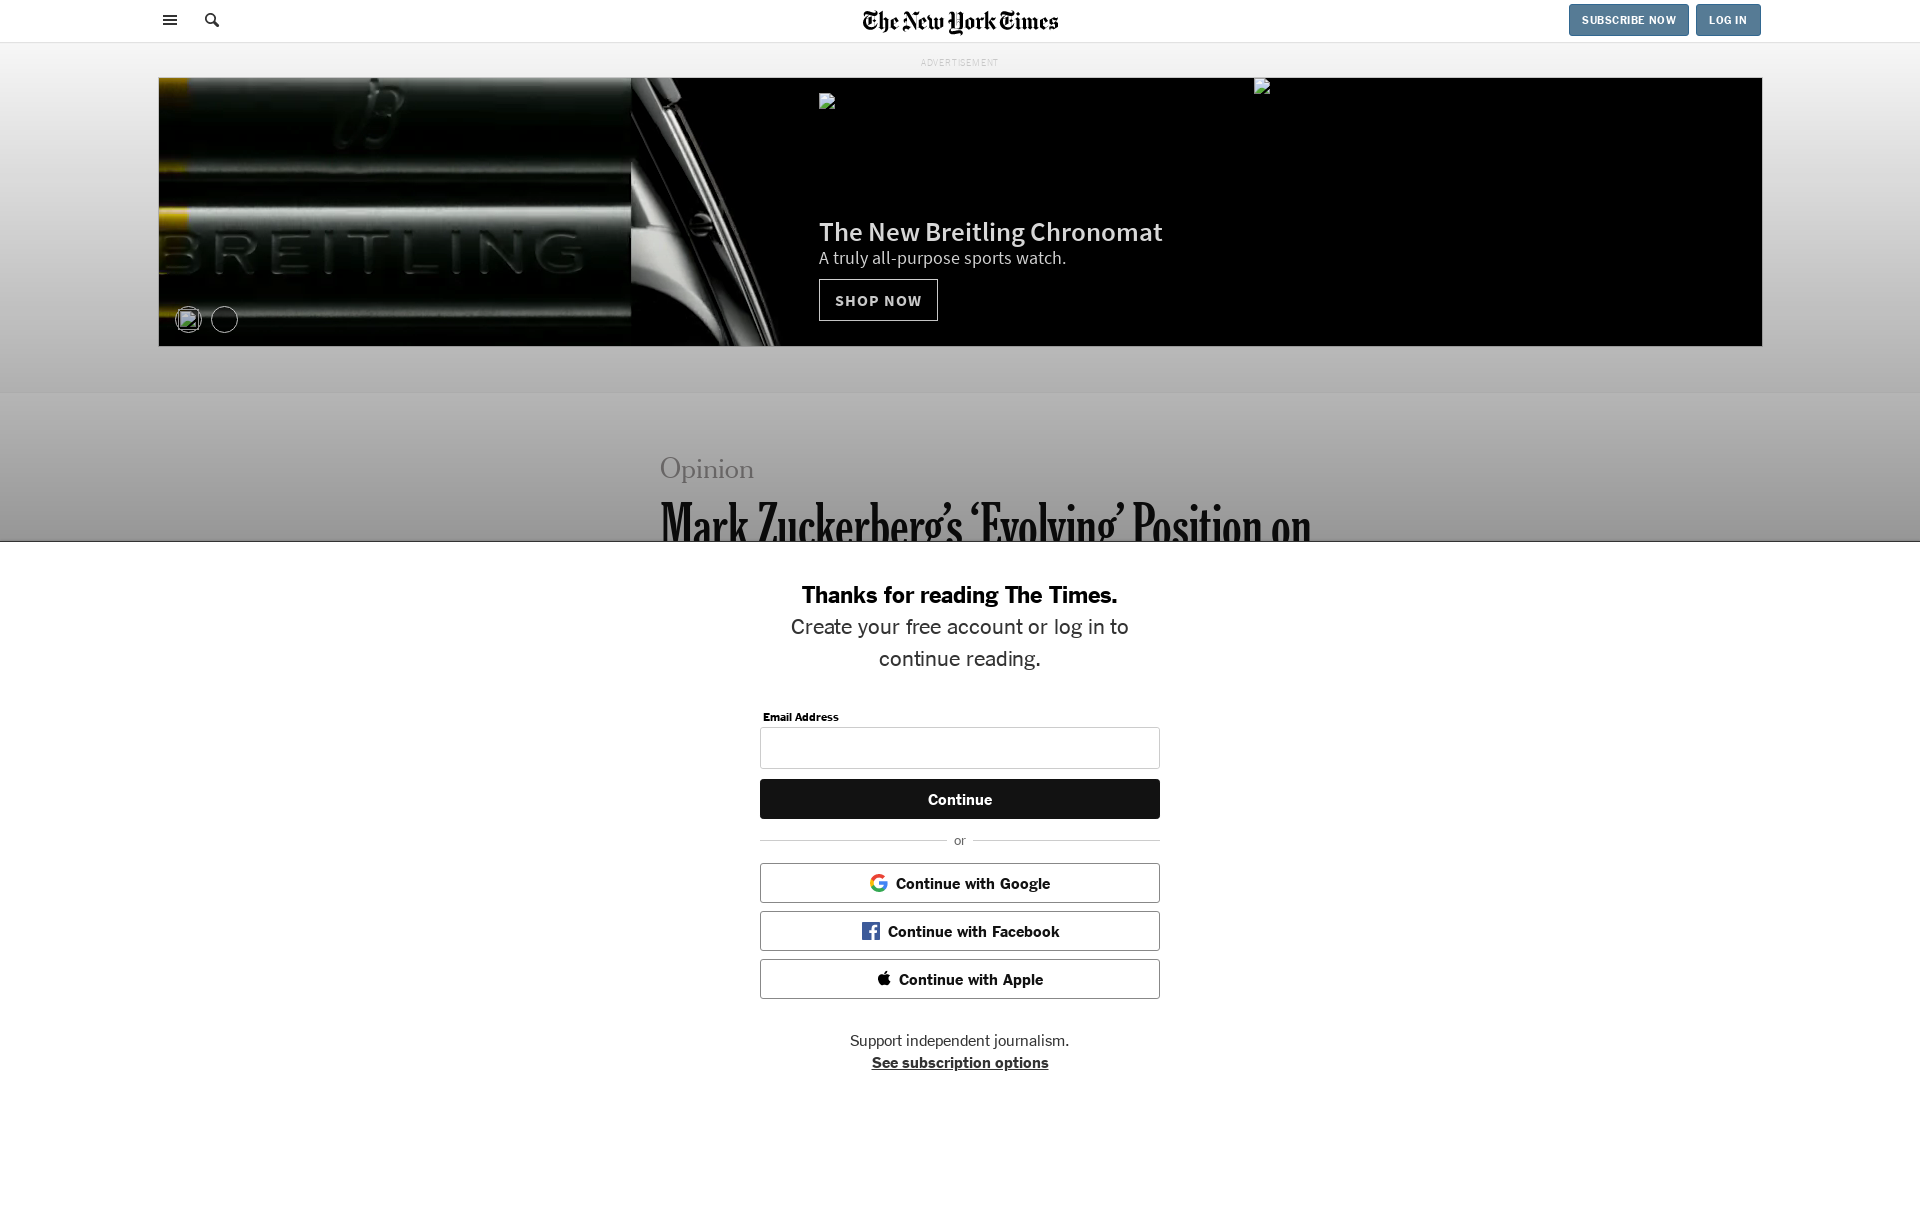 The New York Times
SUBSCRIBE NOW
LOG IN
ADVERTISEMENT
B
BREITLING
The New Breitling Chronomat
A truly all-purpose sports watch.
SHOP NOW
Opinion
Mark Zuckerberg’s ‘Evolving’ Position on
Thanks for reading The Times.
Create your free account or log in to
continue reading.
Email Address
Continue
or
Continue with Google
Continue with Facebook
Continue with Apple
Support independent journalism.
See subscription options